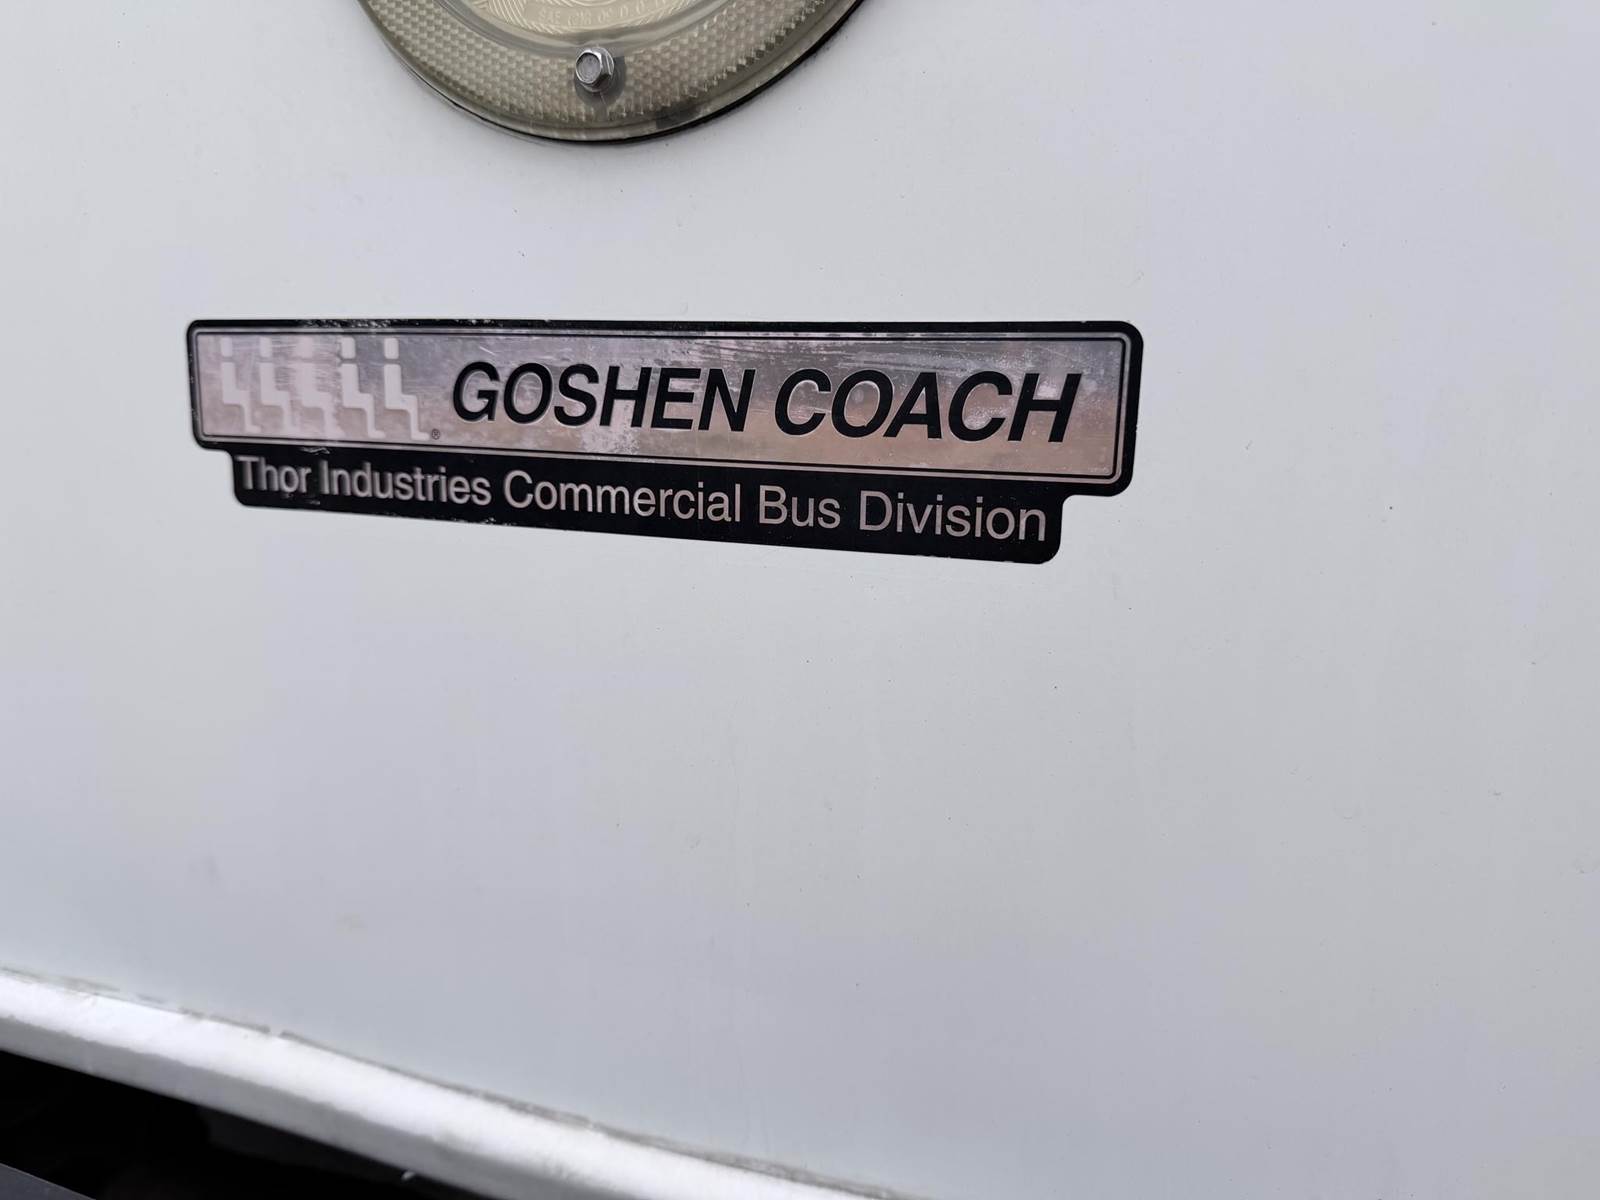 GOSHEN COACH
®
Thor Industries Commercial Bus Division